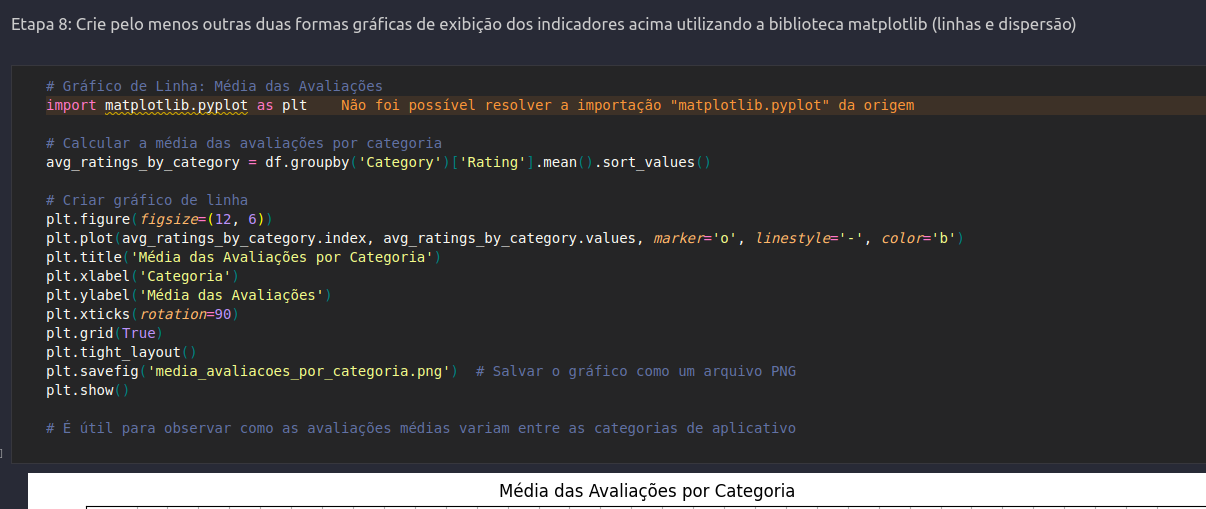 Etapa 8: Crie pelo menos outras duas formas gráficas de exibição dos indicadores acima utilizando a biblioteca matplotlib (linhas e dispersão)
# Gráfico de Linha: Média das Avaliações
import matplotlib.pyplot as plt    Não foi possível resolver a importação "matplotlib.pyplot" da origem
# Calcular a média das avaliações por categoria
avg_ratings_by_category = df.groupby('Category')['Rating'].mean().sort_values()
# Criar gráfico de linha
plt.figure(figsize=(12, 6))
plt.plot(avg_ratings_by_category.index, avg_ratings_by_category.values, marker='o', linestyle='-', color='b')
plt.title('Média das Avaliações por Categoria')
plt.xlabel('Categoria')
plt.ylabel('Média das Avaliações')
plt.xticks(rotation=90)
plt.grid(True)
plt.tight_layout()
plt.savefig('media_avaliacoes_por_categoria.png')  # Salvar o gráfico como um arquivo PNG
plt.show()
# É útil para observar como as avaliações médias variam entre as categorias de aplicativo
]
Média das Avaliações por Categoria